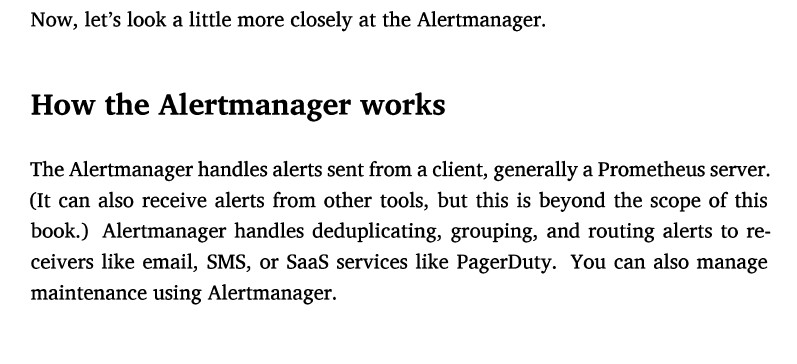 Now, let’s look a little more closely at the Alertmanager.
How the Alertmanager works
The Alertmanager handles alerts sent from a client, generally a Prometheus server.
(It can also receive alerts from other tools, but this is beyond the scope of this
book.) Alertmanager handles deduplicating, grouping, and routing alerts to re-
ceivers like email, SMS, or SaaS services like PagerDuty. You can also manage
maintenance using Alertmanager.